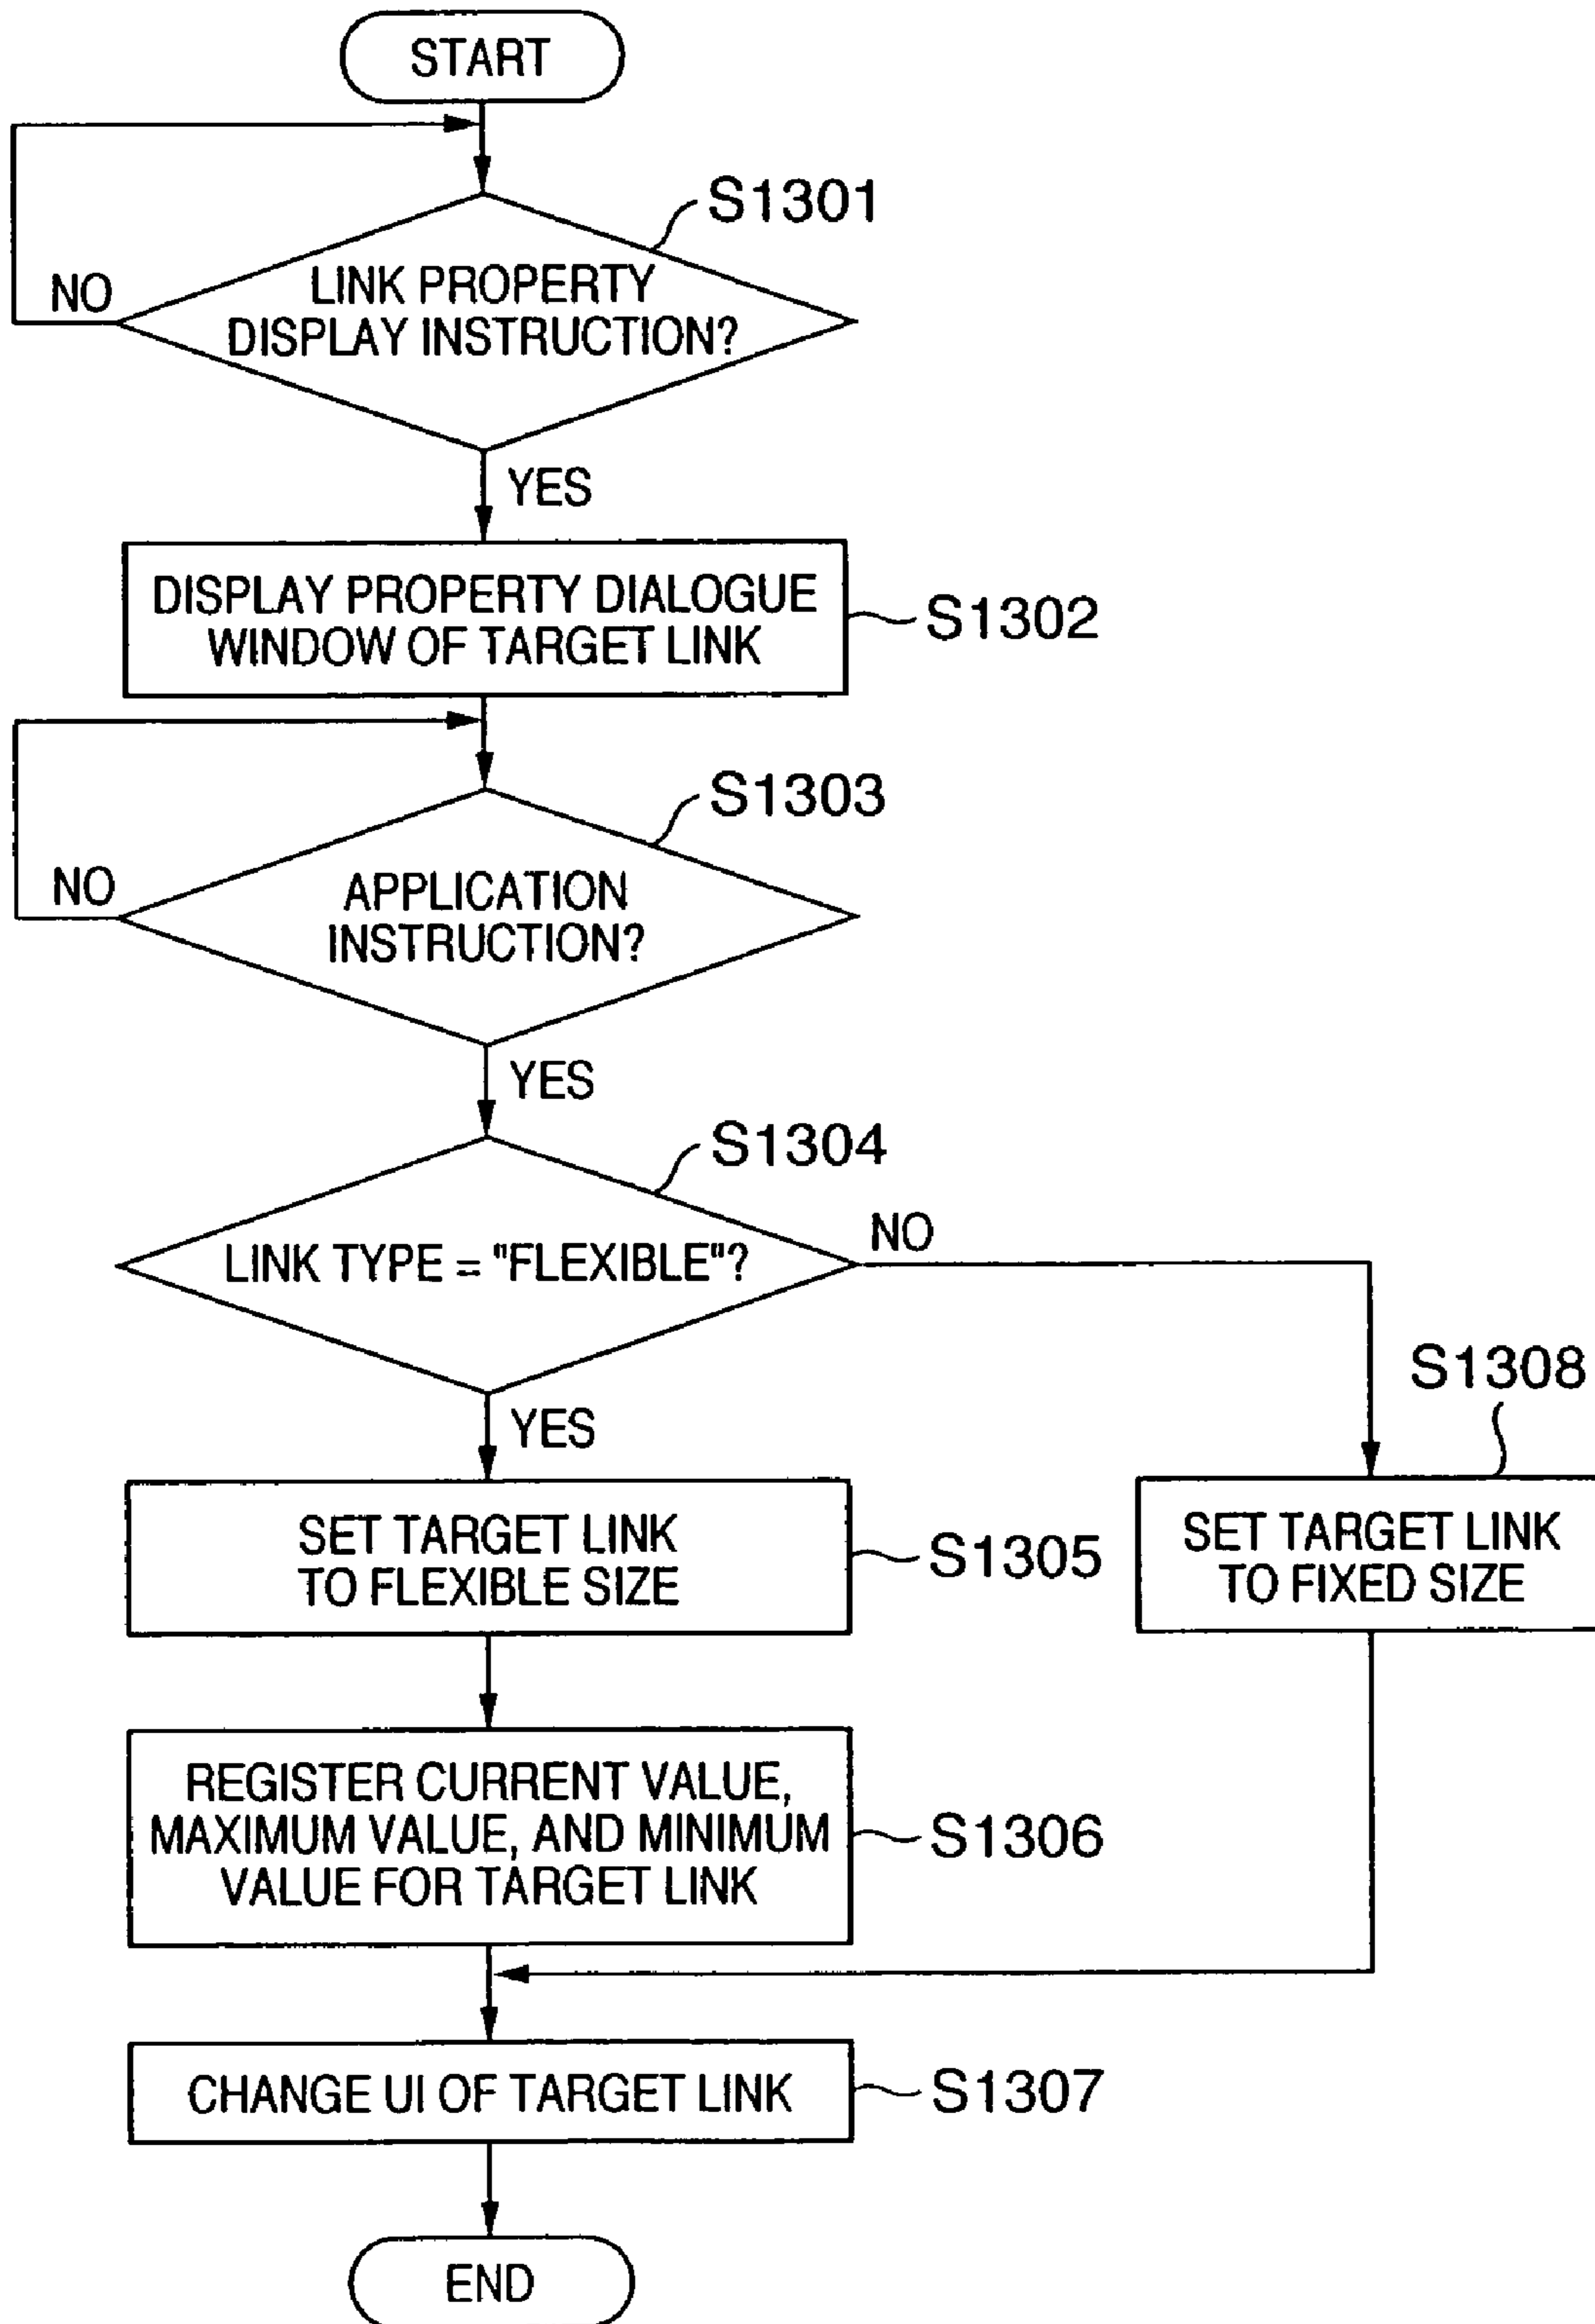 START
S1301
LINK PROPERTY
DISPLAY INSTRUCTION?
NO
YES
DISPLAY PROPERTY DIALOGUE
WINDOW OF TARGET LINK
S1302
S1303
APPLICATION
INSTRUCTION?
NO
YES
S1304
LINK TYPE = "FLEXIBLE"?
NO
YES
S1308
SET TARGET LINK
TO FLEXIBLE SIZE
S1305
SET TARGET LINK
TO FIXED SIZE
REGISTER CURRENT VALUE,
MAXIMUM VALUE, AND MINIMUM
VALUE FOR TARGET LINK
S1306
CHANGE UI OF TARGET LINK
S1307
END